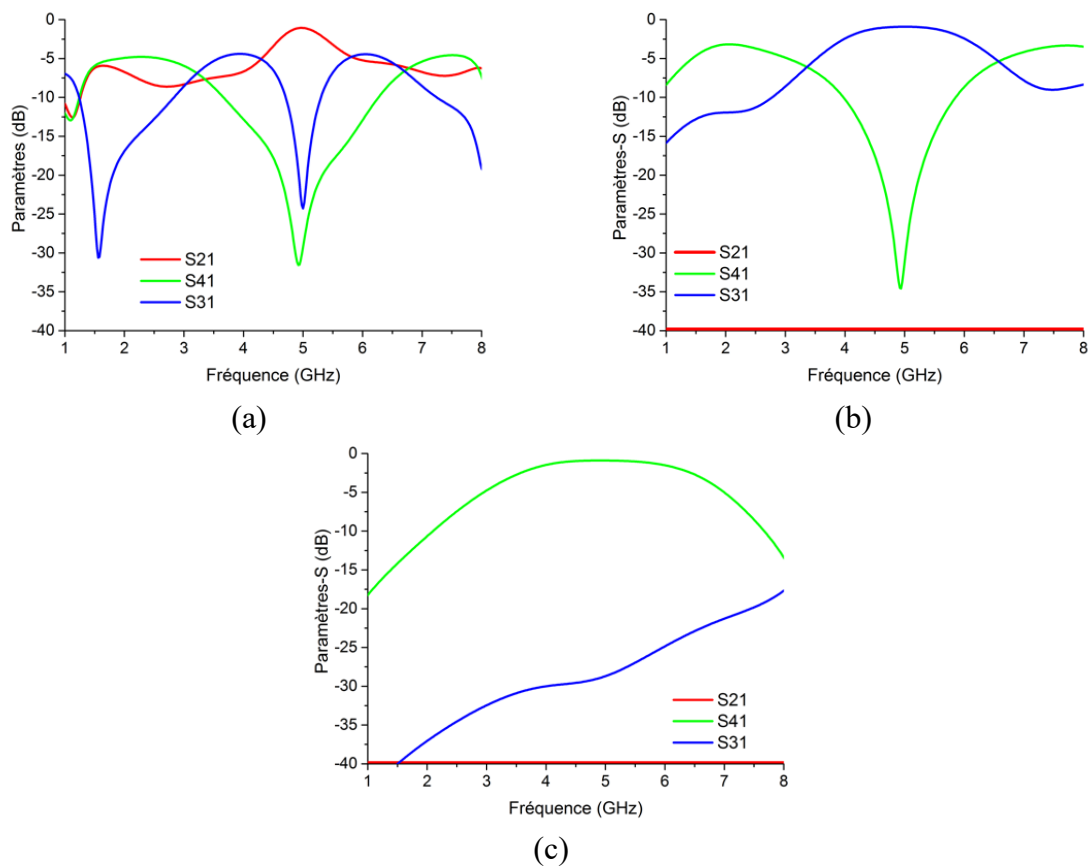 0
-5
-10
-15
-20
-25
-30
-35
-40
Paramètres (dB)
S21
S41
S31
1 2 3 4 5 6 7 8
Fréquence (GHz)
(a)
0
-5
-10
-15
-20
-25
-30
-35
-40
Paramètres-S (dB)
S21
S41
S31
1 2 3 4 5 6 7 8
Fréquence (GHz)
(b)
0
-5
-10
-15
-20
-25
-30
-35
-40
Paramètres-S (dB)
S21
S41
S31
1 2 3 4 5 6 7 8
Fréquence (GHz)
(c)